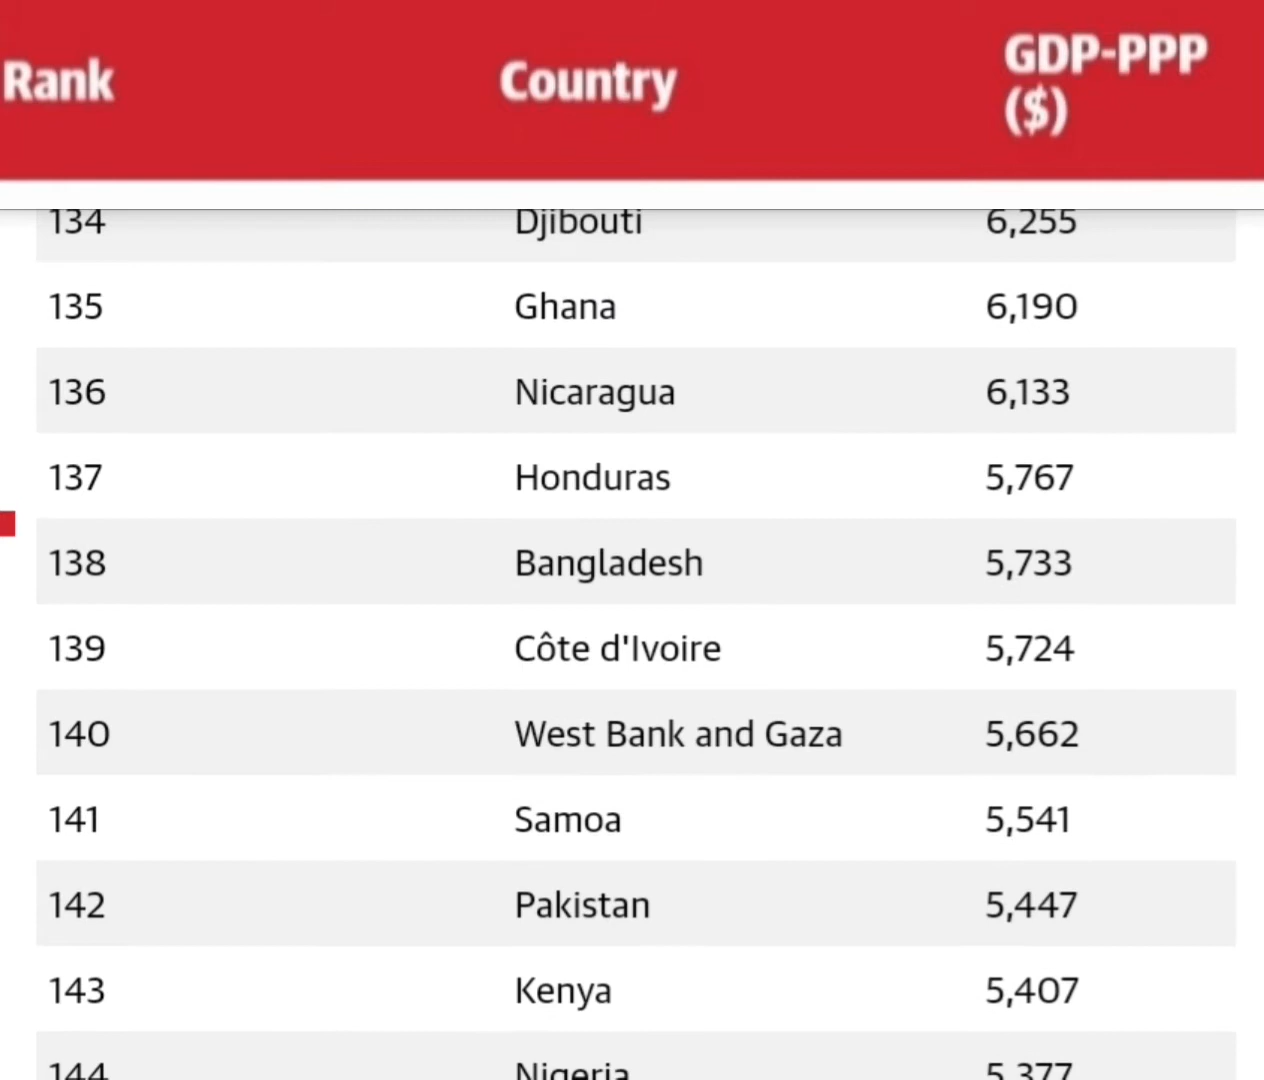 Rank Country GDP-PPP ($)
134 Djibouti 6,255
135 Ghana 6,190
136 Nicaragua 6,133
137 Honduras 5,767
138 Bangladesh 5,733
139 Côte d'Ivoire 5,724
140 West Bank and Gaza 5,662
141 Samoa 5,541
142 Pakistan 5,447
143 Kenya 5,407
144 Nigeria 5,377